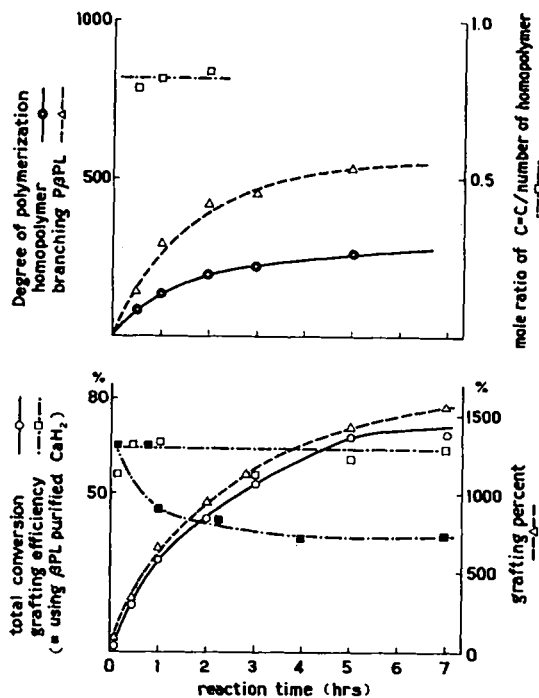 1000
500
1.0
0.5
0
Degree of polymerization
homopolymer
branching PβPL
mole ratio of C=C/number of homopolymer
%
80
50
total conversion
grafting efficiency
(▪ using βPL purified CaH₂)
%
1500
1000
500
0
grafting percent
0 1 2 3 4 5 6 7
reaction time (hrs)